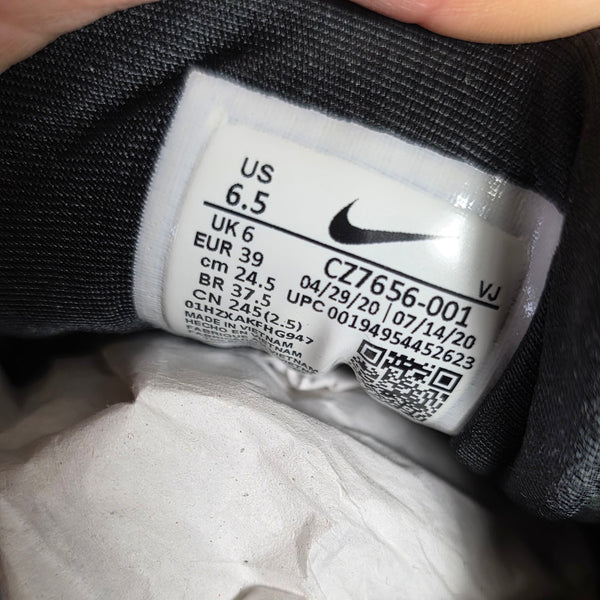 US
6.5
UK 6
EUR 39
cm 24.5
BR 37.5
CN 245(2.5)
01HZXAKFHG947
MADE IN VIETNAM
HECHO EN VIETNAM
FABRIQUE
CZ7656-001
VJ
04/29/20 | 07/14/20
UPC 00194954452623